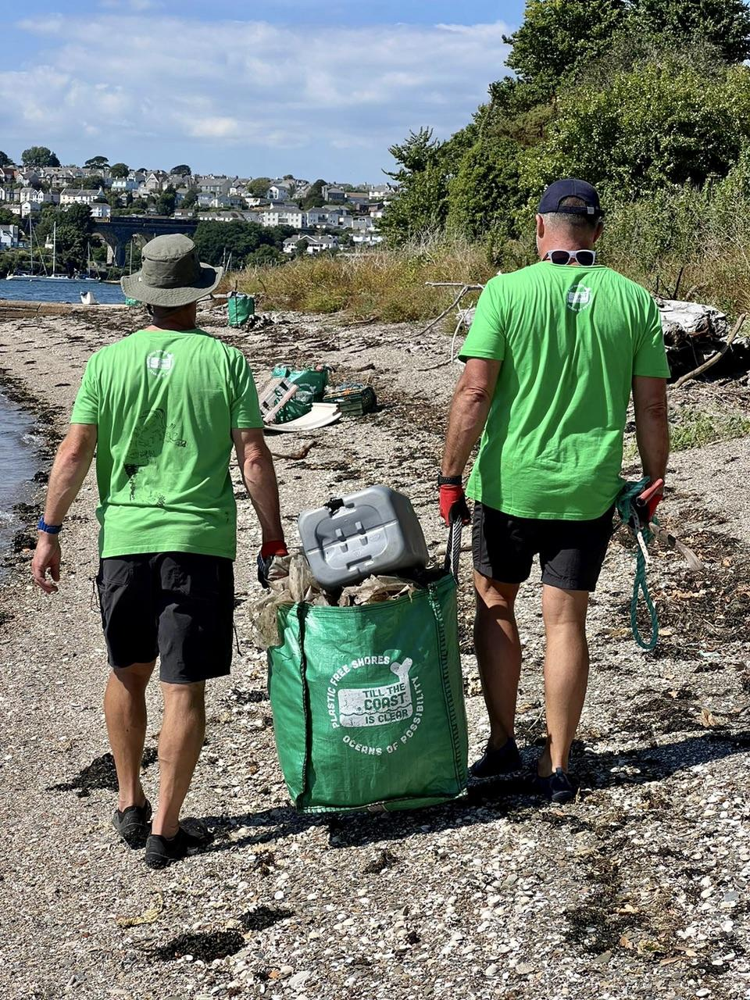 PLASTIC FREE SHORES
TILL THE
COAST
IS CLEAR
OCEANS OF POSSIBILITY